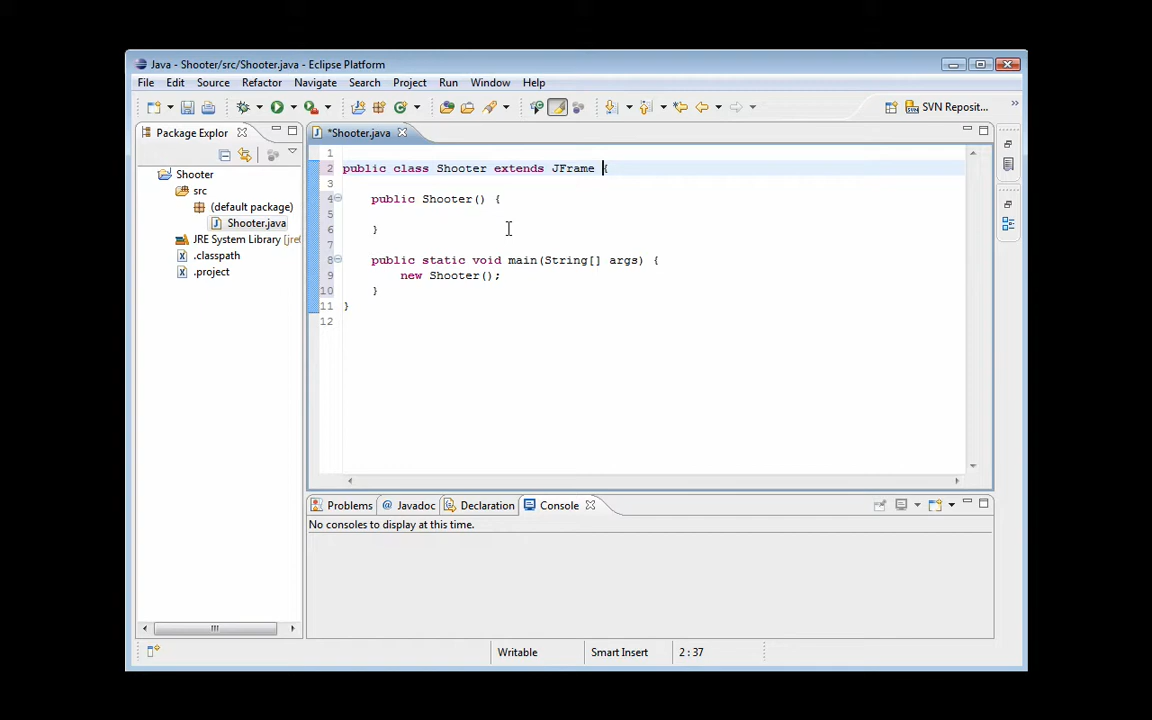 Java - Shooter/src/Shooter.java - Eclipse Platform
File Edit Source Refactor Navigate Search Project Run Window Help
SVN Reposit...
Package Explor
*Shooter.java
Shooter
src
(default package)
Shooter.java
JRE System Library [jre
.classpath
.project
1
2 public class Shooter extends JFrame {
3
4 public Shooter() {
5
6 }
7
8 public static void main(String[] args) {
9 new Shooter();
10 }
11 }
12
Problems @ Javadoc Declaration Console
No consoles to display at this time.
Writable Smart Insert 2 : 37